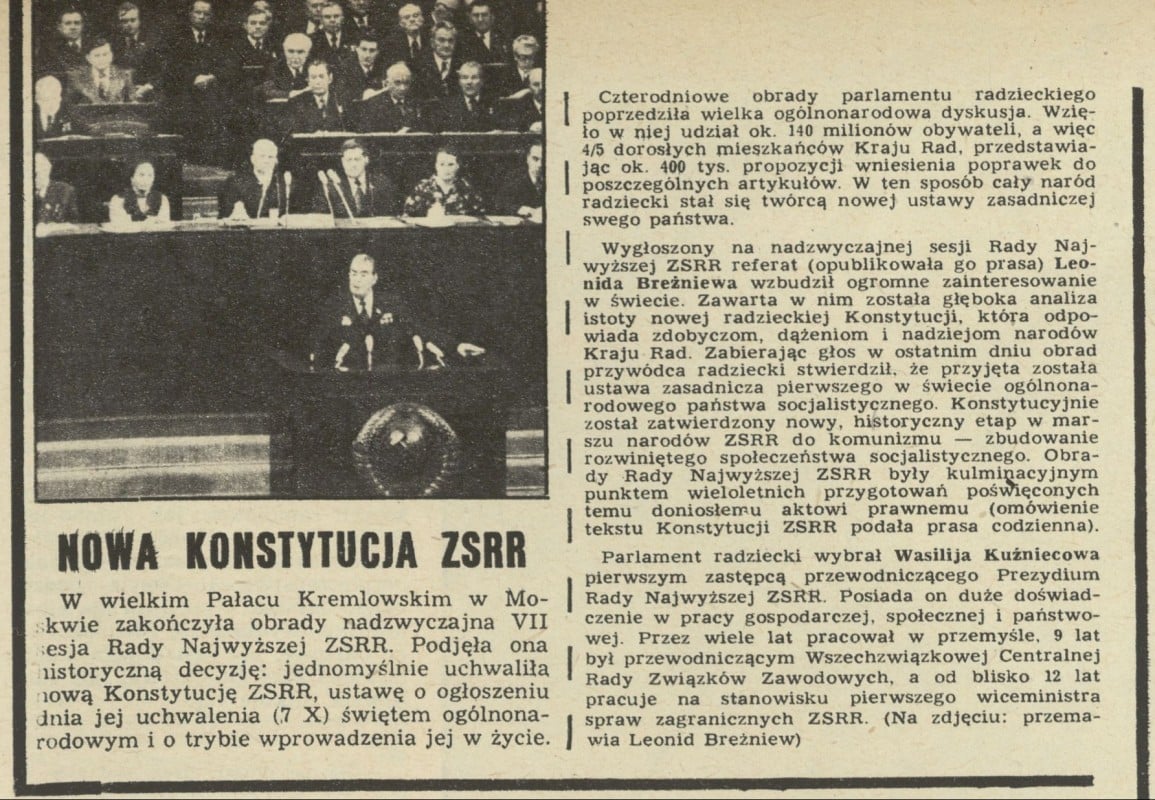 NOWA KONSTYTUCJA ZSRR
W wielkim Pałacu Kremlowskim w Mo-
skwie zakończyła obrady nadzwyczajna VII
sesja Rady Najwyższej ZSRR. Podjęła ona
historyczną decyzję: jednomyślnie uchwaliła
nową Konstytucję ZSRR, ustawę o ogłoszeniu
dnia jej uchwalenia (7 X) świętem ogólnona-
rodowym i o trybie wprowadzenia jej w życie.
Czterodniowe obrady parlamentu radzieckiego
poprzedziła wielka ogólnonarodowa dyskusja. Wzię-
ło w niej udział ok. 140 milionów obywateli, a więc
4/5 dorosłych mieszkańców Kraju Rad, przedstawia-
jąc ok. 400 tys. propozycji wniesienia poprawek do
poszczególnych artykułów. W ten sposób cały naród
radziecki stał się twórcą nowej ustawy zasadniczej
swego państwa.
Wygłoszony na nadzwyczajnej sesji Rady Naj-
wyższej ZSRR referat (opublikowała go prasa) Leo-
nida Breżniewa wzbudził ogromne zainteresowanie
w świecie. Zawarta w nim została głęboka analiza
istoty nowej radzieckiej Konstytucji, która odpo-
wiada zdobyczom, dążeniom i nadziejom narodów
Kraju Rad. Zabierając głos w ostatnim dniu obrad
przywódca radziecki stwierdził, że przyjęta została
ustawa zasadnicza pierwszego w świecie ogólnona-
rodowego państwa socjalistycznego. Konstytucyjnie
został zatwierdzony nowy, historyczny etap w mar-
szu narodów ZSRR do komunizmu — zbudowanie
rozwiniętego społeczeństwa socjalistycznego. Obra-
dy Rady Najwyższej ZSRR były kulminacyjnym
punktem wieloletnich przygotowań poświęconych
temu doniosłemu aktowi prawnemu (omówienie
tekstu Konstytucji ZSRR podała prasa codzienna).
Parlament radziecki wybrał Wasilija Kuźniecowa
pierwszym zastępcą przewodniczącego Prezydium
Rady Najwyższej ZSRR. Posiada on duże doświad-
czenie w pracy gospodarczej, społecznej i państwo-
wej. Przez wiele lat pracował w przemyśle, 9 lat
był przewodniczącym Wszechzwiązkowej Centralnej
Rady Związków Zawodowych, a od blisko 12 lat
pracuje na stanowisku pierwszego wiceministra
spraw zagranicznych ZSRR. (Na zdjęciu: przema-
wia Leonid Breżniew)